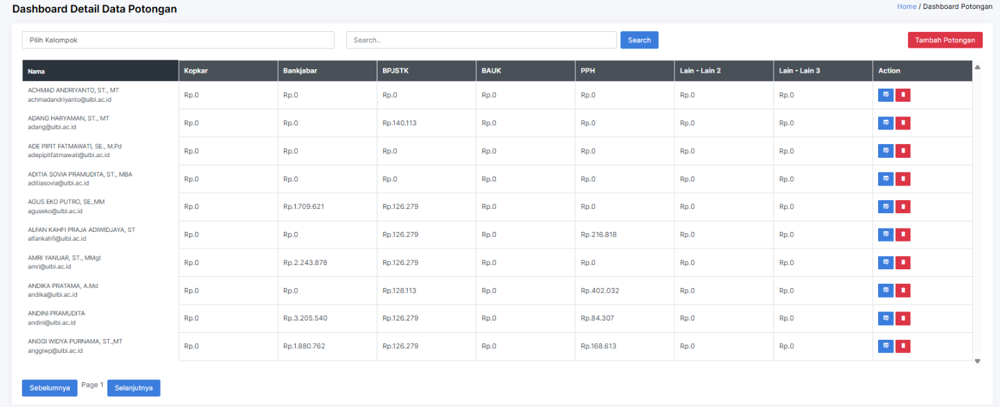 Dashboard Detail Data Potongan
Home / Dashboard Potongan
Pilih Kelompok
Search..
Search
Tambah Potongan
Nama Kopkar Bankjabar BPJSTK BAUK PPH Lain - Lain 2 Lain - Lain 3 Action
ACHMAD ANDRIYANTO, ST., MT
achmadandriyanto@ulbi.ac.id
Rp.0 Rp.0 Rp.0 Rp.0 Rp.0 Rp.0 Rp.0
ADANG HARYAMAN, ST., MT
adang@ulbi.ac.id
Rp.0 Rp.0 Rp.140.113 Rp.0 Rp.0 Rp.0 Rp.0
ADE PIPIT FATMAWATI, SE., M.Pd
adepipitfatmawati@ulbi.ac.id
Rp.0 Rp.0 Rp.0 Rp.0 Rp.0 Rp.0 Rp.0
ADITIA SOVIA PRAMUDITA, ST., MBA
aditiasovia@ulbi.ac.id
Rp.0 Rp.0 Rp.0 Rp.0 Rp.0 Rp.0 Rp.0
AGUS EKO PUTRO, SE.,MM
aguseko@ulbi.ac.id
Rp.0 Rp.1.709.621 Rp.126.279 Rp.0 Rp.0 Rp.0 Rp.0
ALFAN KAHFI PRAJA ADIWIDJAYA, ST
alfankahfi@ulbi.ac.id
Rp.0 Rp.0 Rp.126.279 Rp.0 Rp.216.818 Rp.0 Rp.0
AMRI YANUAR, ST., MMgt
amri@ulbi.ac.id
Rp.0 Rp.2.243.878 Rp.126.279 Rp.0 Rp.0 Rp.0 Rp.0
ANDIKA PRATAMA, A.Md
andika@ulbi.ac.id
Rp.0 Rp.0 Rp.128.113 Rp.0 Rp.402.032 Rp.0 Rp.0
ANDINI PRAMUDITA
andini@ulbi.ac.id
Rp.0 Rp.3.205.540 Rp.126.279 Rp.0 Rp.84.307 Rp.0 Rp.0
ANGGI WIDYA PURNAMA, ST.,MT
anggiwp@ulbi.ac.id
Rp.0 Rp.1.880.762 Rp.126.279 Rp.0 Rp.168.613 Rp.0 Rp.0
Sebelumnya Page 1 Selanjutnya